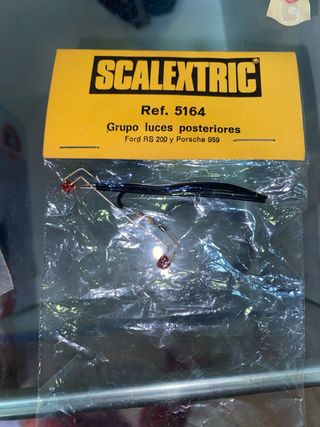 SCALEXTRIC®
Ref. 5164
Grupo luces posteriores
Ford RS 200 y Porsche 959